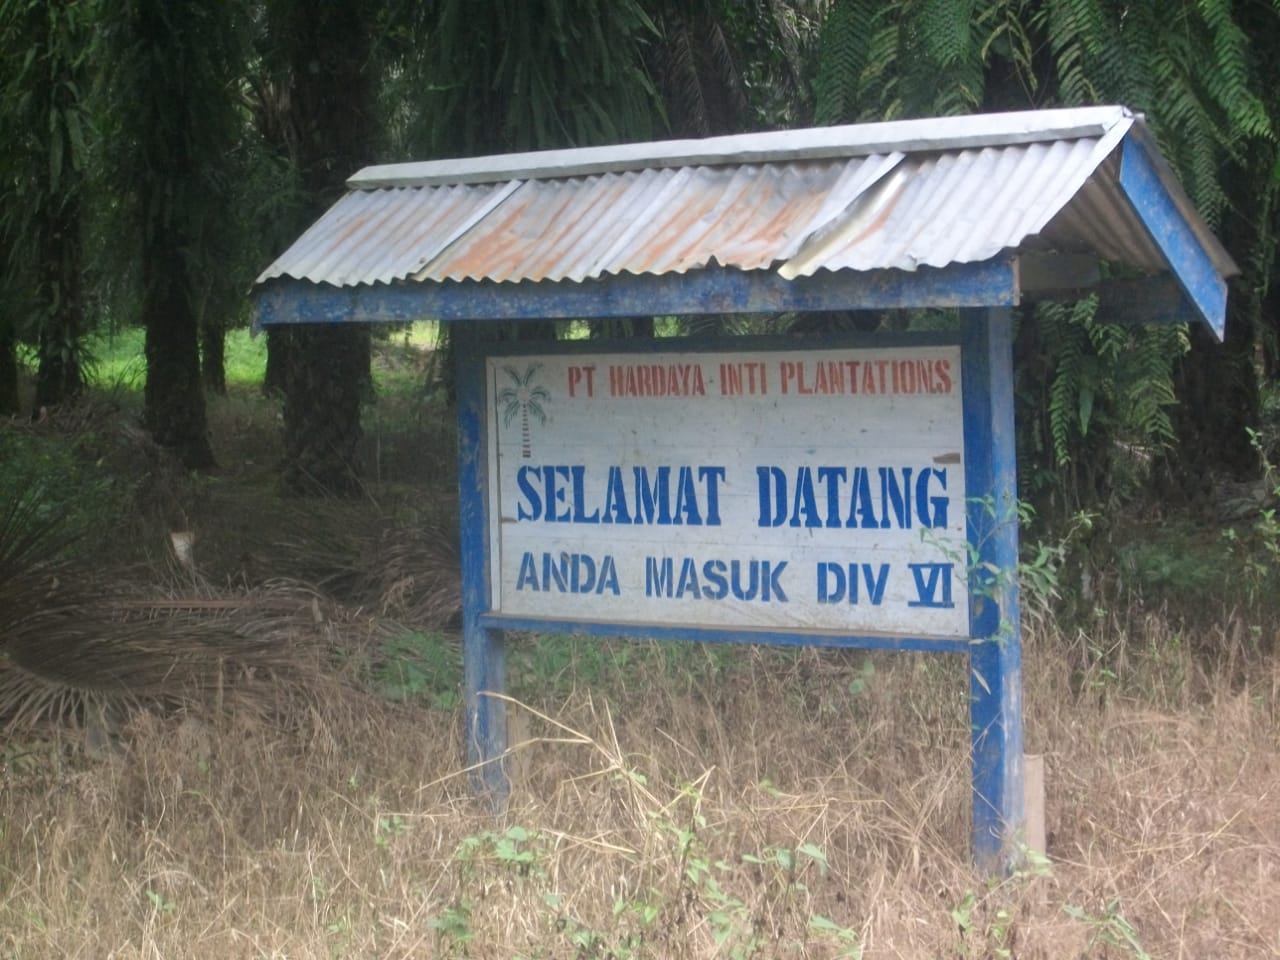 PT HARDAYA INTI PLANTATIONS
SELAMAT DATANG
ANDA MASUK DIV VI